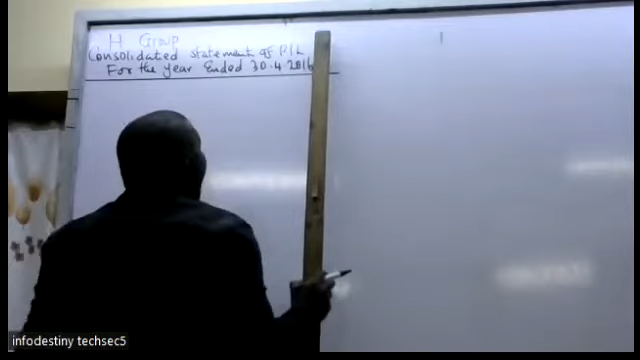 H Group
Consolidated statement of P/L
For the year Ended 30.4.2016
infodestiny techsec5